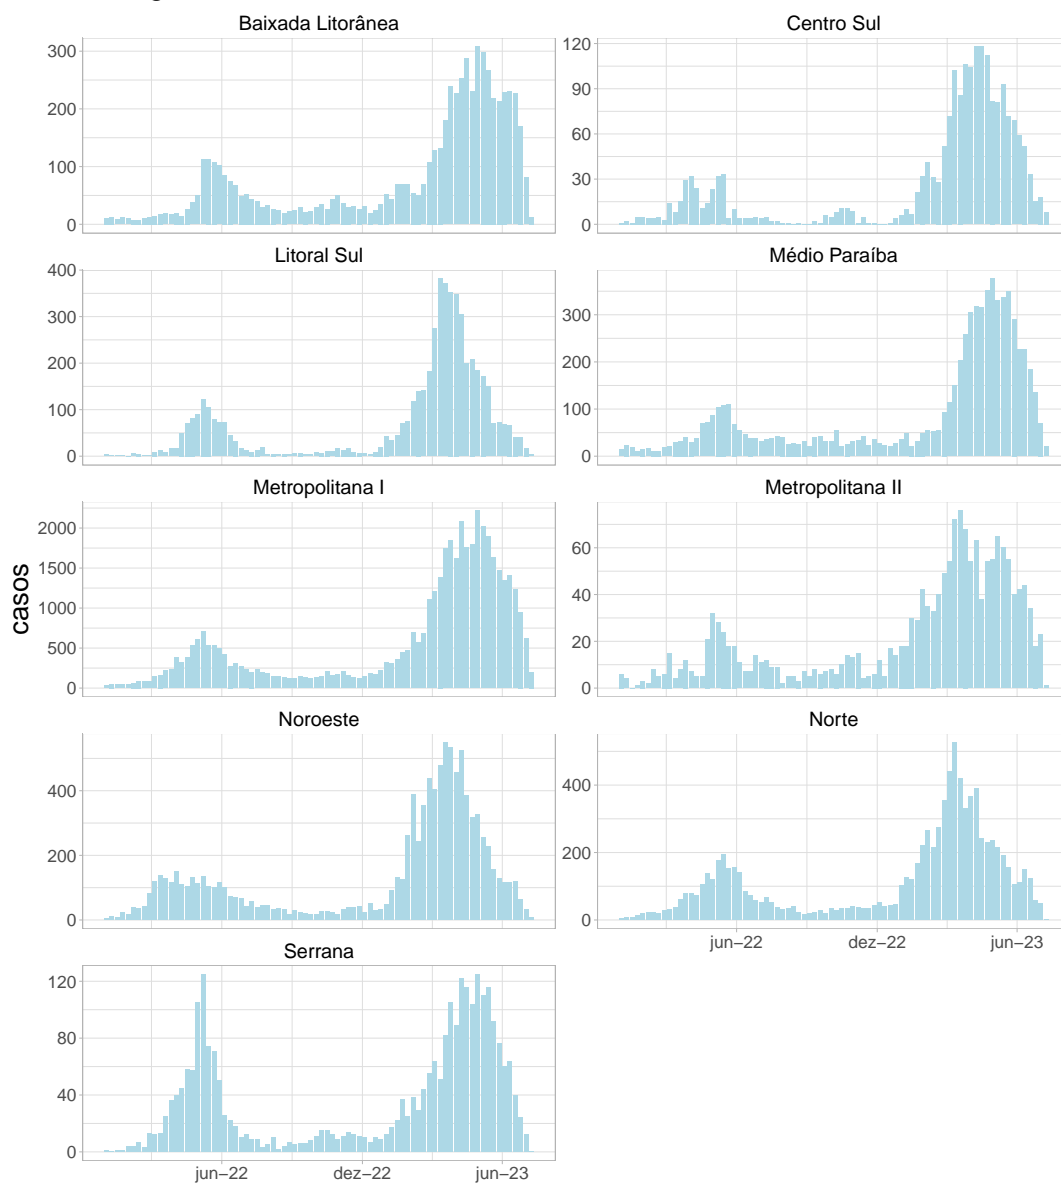 Baixada Litorânea
Centro Sul
300
200
100
0
120
90
60
30
0
Litoral Sul
Médio Paraíba
400
300
200
100
0
300
200
100
0
Metropolitana I
Metropolitana II
2000
1500
1000
500
0
60
40
20
0
casos
Noroeste
Norte
400
200
0
400
200
0
jun−22
dez−22
jun−23
Serrana
120
80
40
0
jun−22
dez−22
jun−23